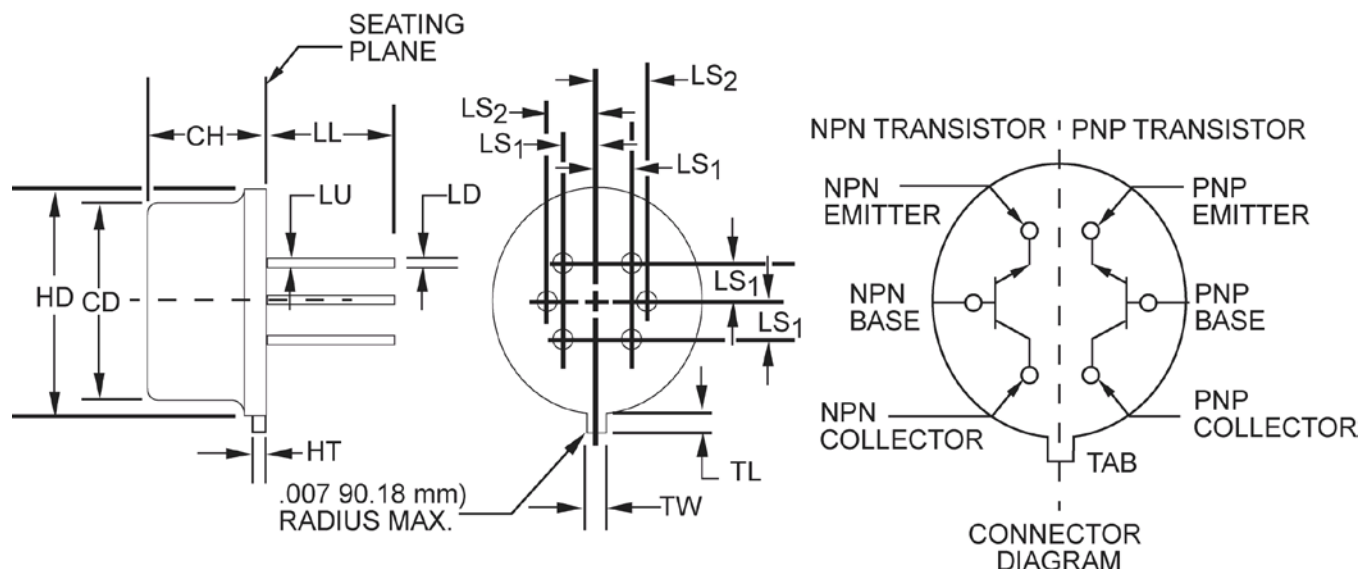 SEATING
PLANE
CH
LL
LU
LD
HD
CD
HT
LS2
LS2
LS1
LS1
LS1
LS1
TL
TW
.007 90.18 mm)
RADIUS MAX.
NPN TRANSISTOR
PNP TRANSISTOR
NPN
EMITTER
PNP
EMITTER
NPN
BASE
PNP
BASE
NPN
COLLECTOR
PNP
COLLECTOR
TAB
CONNECTOR
DIAGRAM